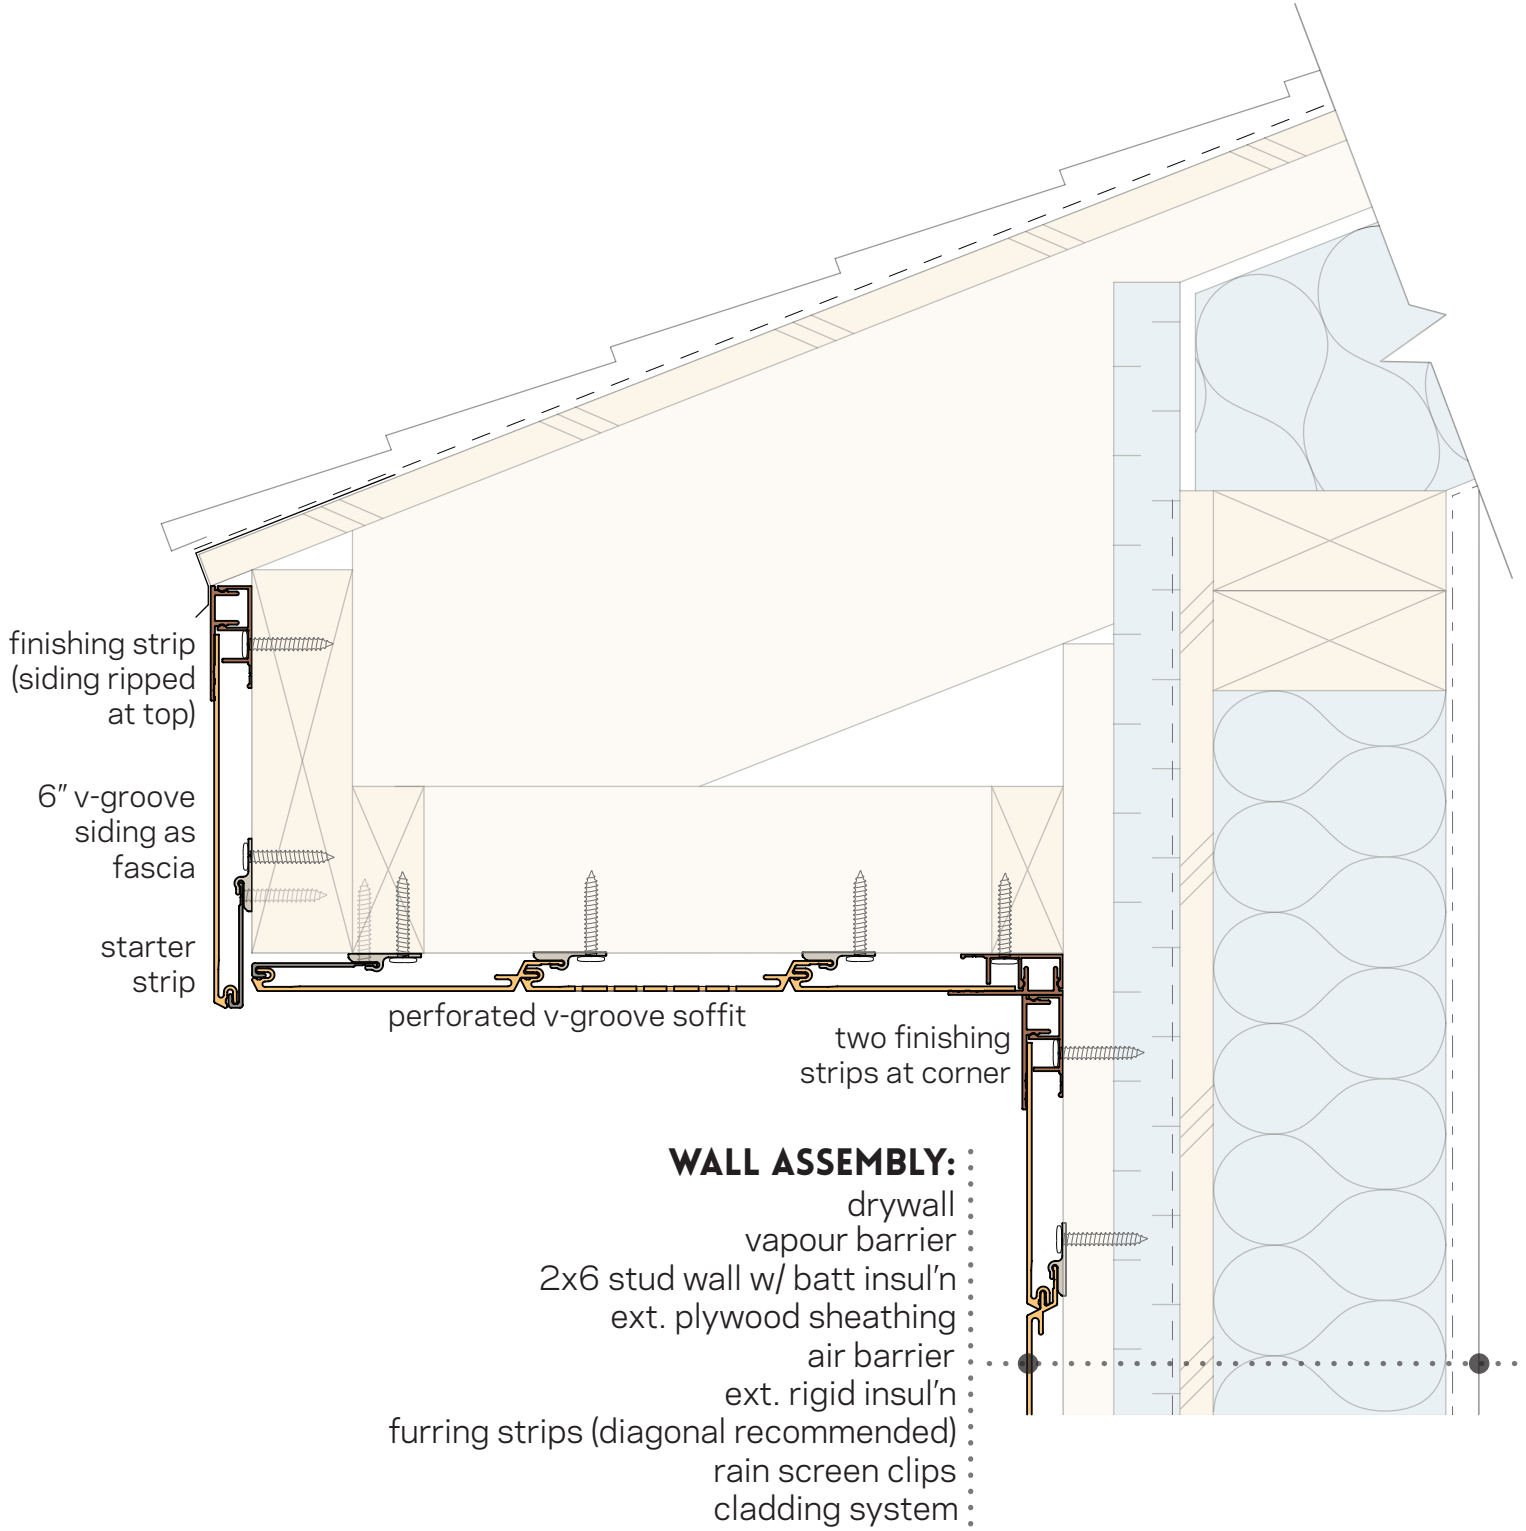 finishing strip
(siding ripped
at top)
6” v-groove
siding as
fascia
starter
strip
perforated v-groove soffit
two finishing
strips at corner
WALL ASSEMBLY:
drywall
vapour barrier
2x6 stud wall w/ batt insul’n
ext. plywood sheathing
air barrier
ext. rigid insul’n
furring strips (diagonal recommended)
rain screen clips
cladding system